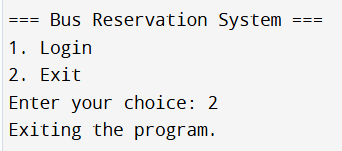 === Bus Reservation System ===
1. Login
2. Exit
Enter your choice: 2
Exiting the program.